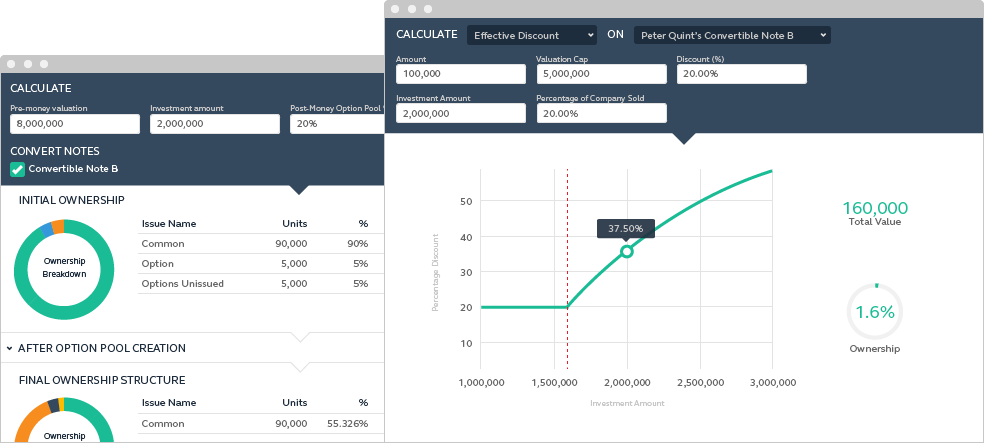 CALCULATE
Pre-money valuation Investment amount Post-Money Option Pool
8,000,000 2,000,000 20%
CONVERT NOTES
Convertible Note B
INITIAL OWNERSHIP
Ownership
Breakdown
Issue Name Units %
Common 90,000 90%
Option 5,000 5%
Options Unissued 5,000 5%
AFTER OPTION POOL CREATION
FINAL OWNERSHIP STRUCTURE
Ownership
Issue Name Units %
Common 90,000 55.326%
CALCULATE Effective Discount ON Peter Quint's Convertible Note B
Amount Valuation Cap Discount (%)
100,000 5,000,000 20.00%
Investment Amount Percentage of Company Sold
2,000,000 20.00%
Percentage Discount
50
40
30
20
10
37.50%
1,000,000 1,500,000 2,000,000 2,500,000 3,000,000
Investment Amount
160,000
Total Value
1.6%
Ownership